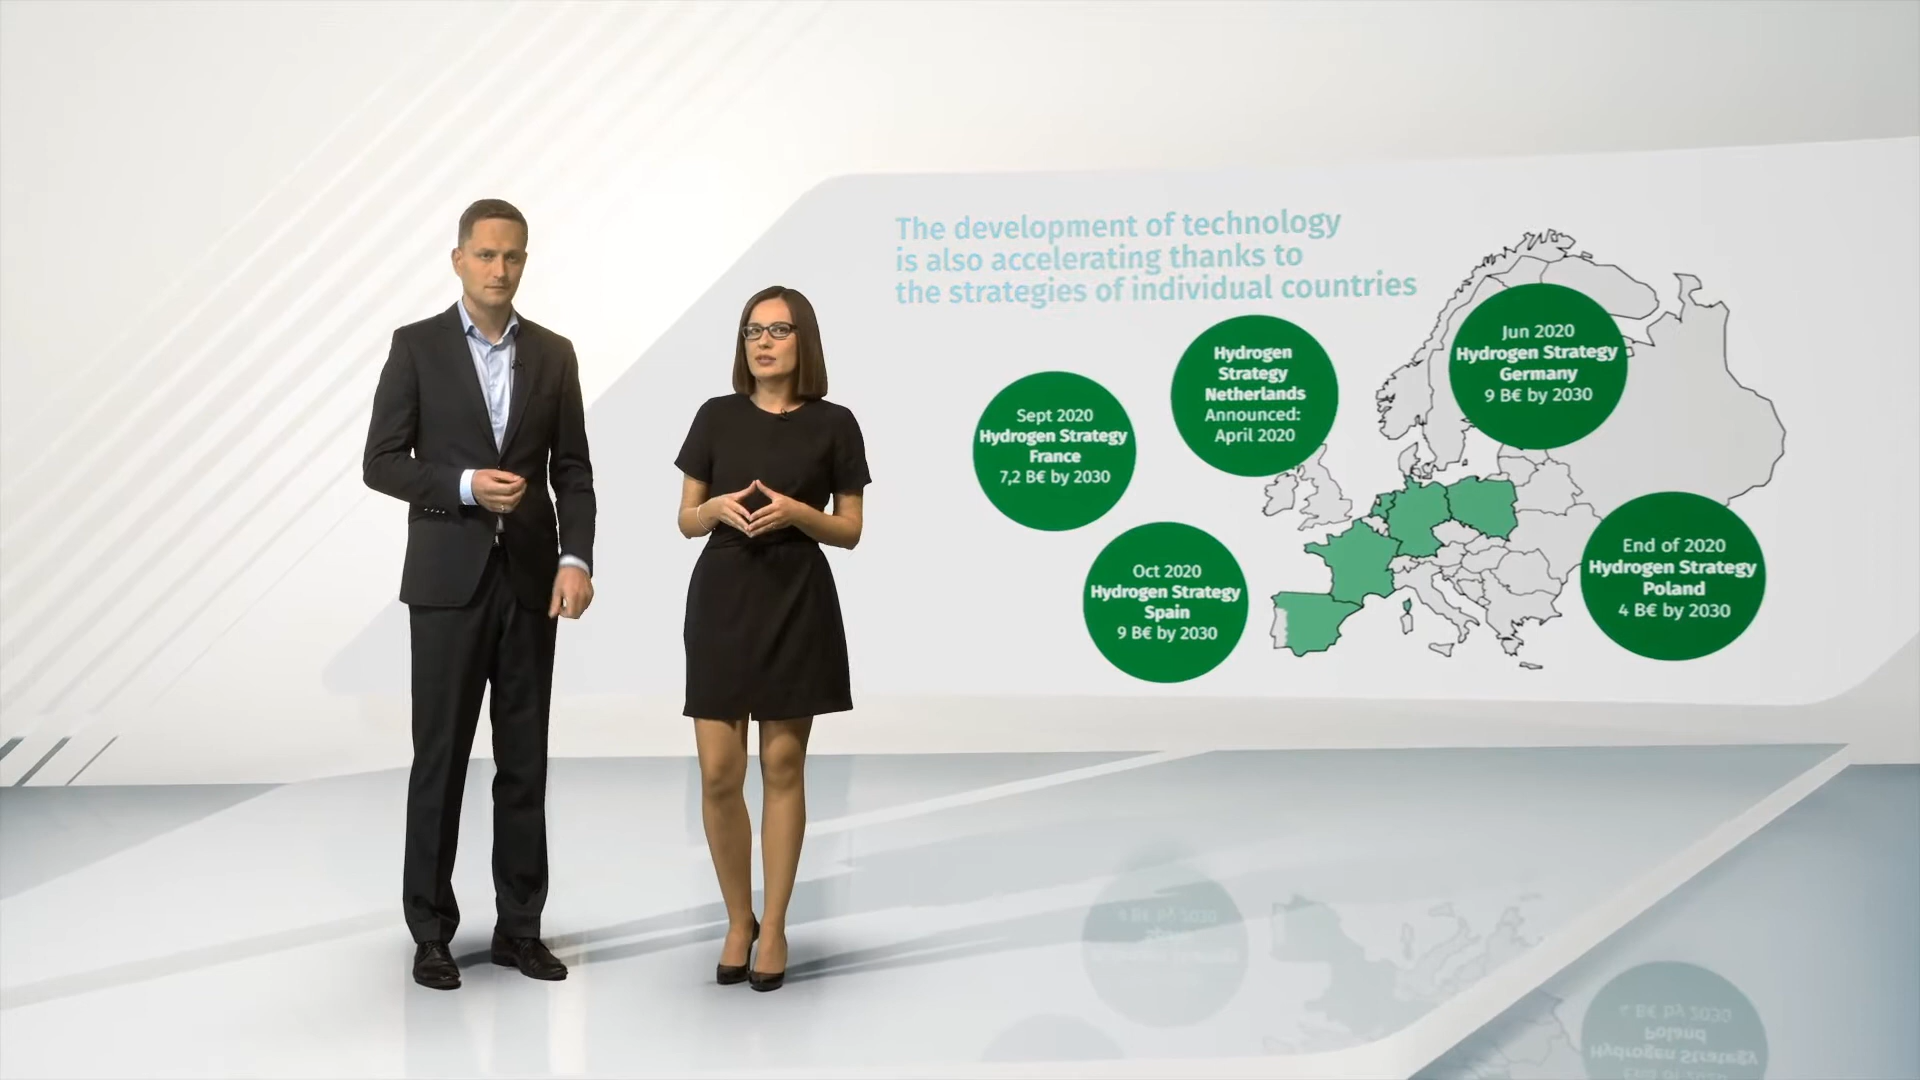 The development of technology
is also accelerating thanks to
the strategies of individual countries
Sept 2020
Hydrogen Strategy
France
7,2 B€ by 2030
Hydrogen
Strategy
Netherlands
Announced:
April 2020
Jun 2020
Hydrogen Strategy
Germany
9 B€ by 2030
Oct 2020
Hydrogen Strategy
Spain
9 B€ by 2030
End of 2020
Hydrogen Strategy
Poland
4 B€ by 2030